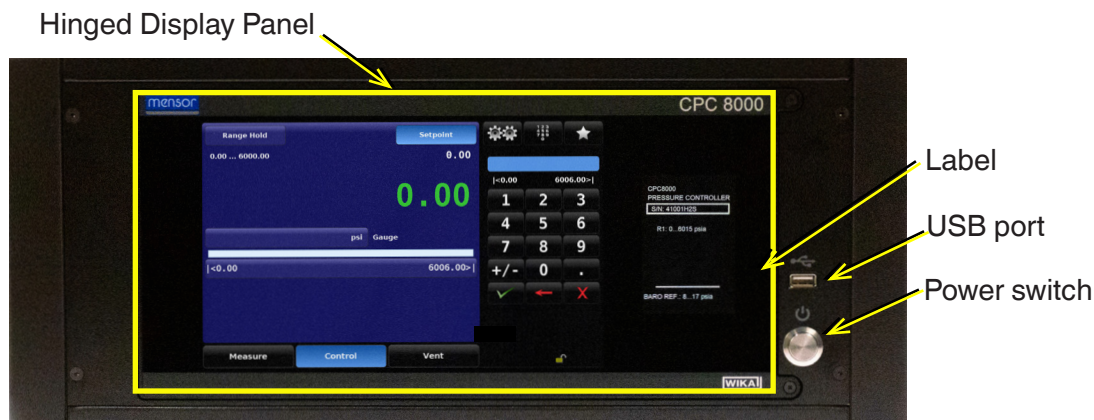 Hinged Display Panel
mensor
CPC 8000
Range Hold
Setpoint
0.00 ... 6000.00
0.00
0.00
psi Gauge
|<0.00 6006.00>|
Measure
Control
Vent
|<0.00 6006.00>|
1 2 3
4 5 6
7 8 9
+/- 0 .
X
CPC8000
PRESSURE CONTROLLER
S/N: 41001H2S
R1: 0...6015 psia
BARO REF.: 8...17 psia
WIKA
Label
USB port
Power switch